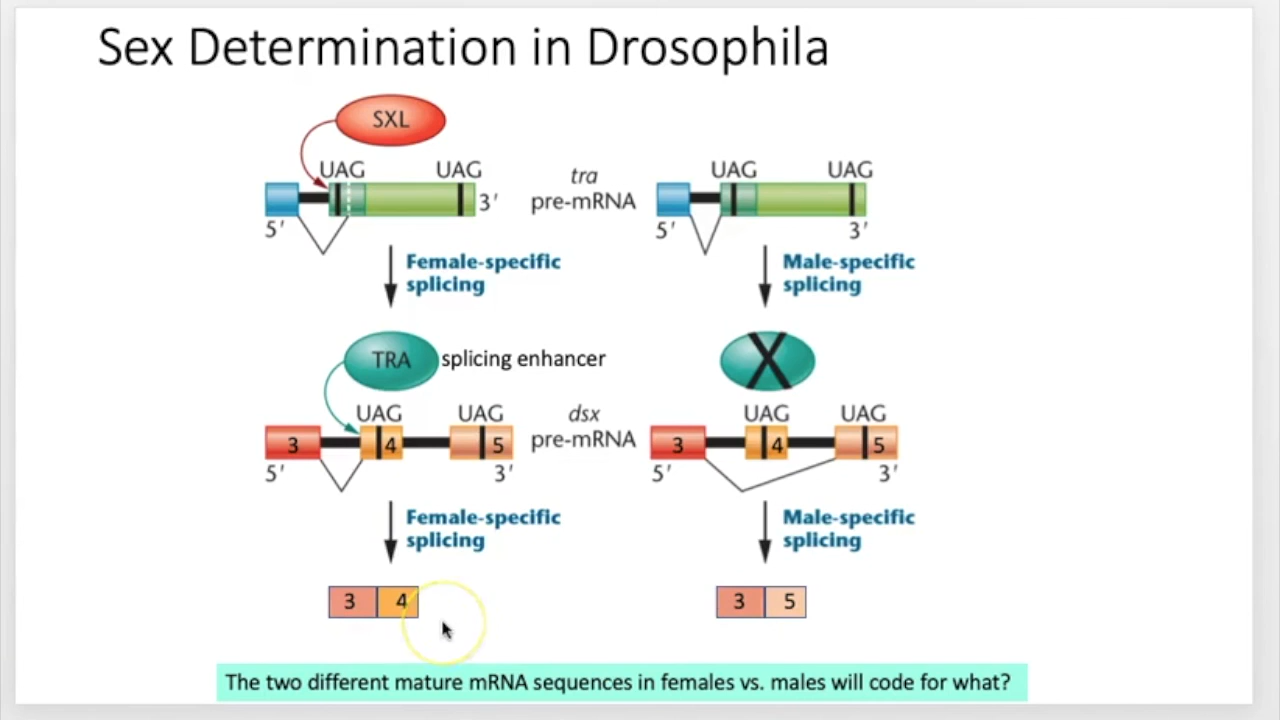 Sex Determination in Drosophila
SXL
UAG UAG tra UAG UAG
3′ pre-mRNA
5′ 5′ 3′
Female-specific Male-specific
splicing splicing
TRA splicing enhancer X
UAG UAG dsx UAG UAG
3 4 5 pre-mRNA 3 4 5
5′ 3′ 5′ 3′
Female-specific Male-specific
splicing splicing
3 4 3 5
The two different mature mRNA sequences in females vs. males will code for what?